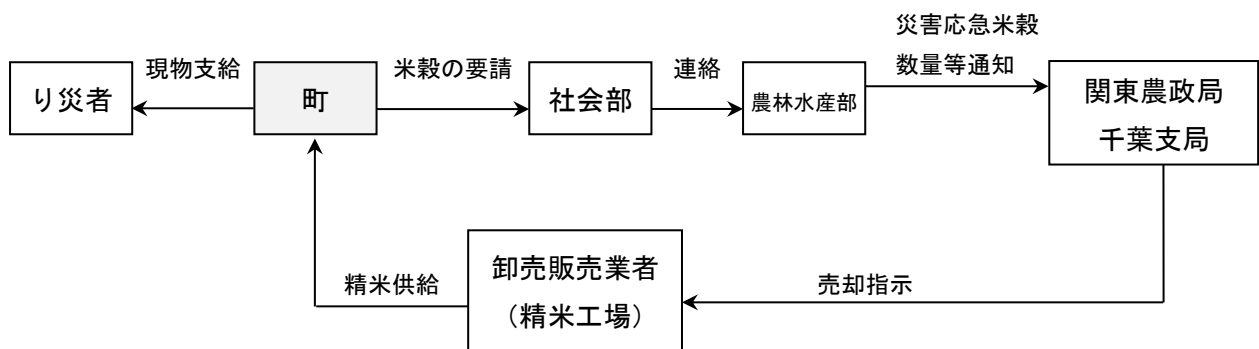 り災者
現物支給
町
米穀の要請
社会部
連絡
農林水産部
災害応急米穀
数量等通知
関東農政局
千葉支局
売却指示
卸売販売業者
（精米工場）
精米供給